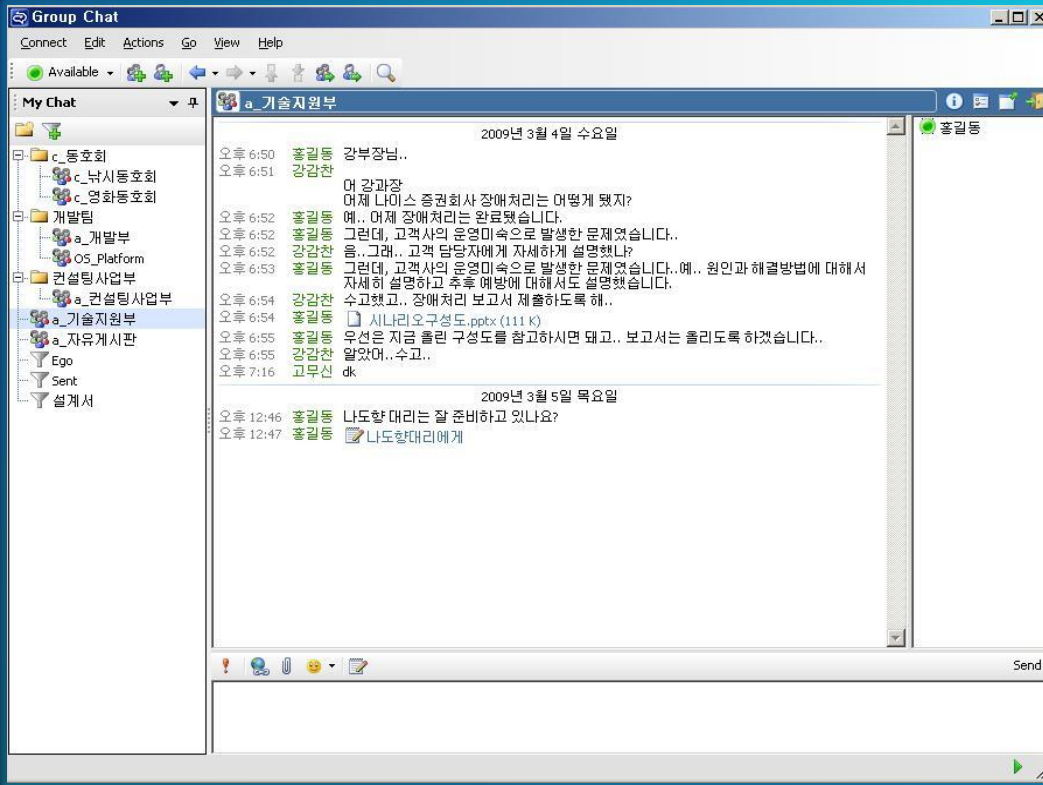 Group Chat
Connect Edit Actions Go View Help
Available
My Chat
a_기술지원부
c_동호회
c_낚시동호회
c_영화동호회
개발팀
a_개발부
OS_Platform
컨설팅사업부
a_컨설팅사업부
a_기술지원부
a_자유게시판
Ego
Sent
설계서
2009년 3월 4일 수요일
오후 6:50 홍길동 강부장님..
오후 6:51 강감찬
어 강과장
어제 나이스 증권회사 장애처리는 어떻게 됐지?
오후 6:52 홍길동 예.. 어제 장애처리는 완료됐습니다.
오후 6:52 홍길동 그런데, 고객사의 운영미숙으로 발생한 문제였습니다..
오후 6:52 강감찬 음..그래.. 고객 담당자에게 자세하게 설명했나?
오후 6:53 홍길동 그런데, 고객사의 운영미숙으로 발생한 문제였습니다..예.. 원인과 해결방법에 대해서
자세히 설명하고 추후 예방에 대해서도 설명했습니다.
오후 6:54 강감찬 수고했고.. 장애처리 보고서 제출하도록 해..
오후 6:54 홍길동 시나리오구성도.pptx (111 K)
오후 6:55 홍길동 우선은 지금 올린 구성도를 참고하시면 돼고.. 보고서는 올리도록 하겠습니다..
오후 6:55 강감찬 알았어..수고..
오후 7:16 고무신 dk
2009년 3월 5일 목요일
오후 12:46 홍길동 나도향 대리는 잘 준비하고 있나요?
오후 12:47 홍길동 나도향대리에게
홍길동
Send